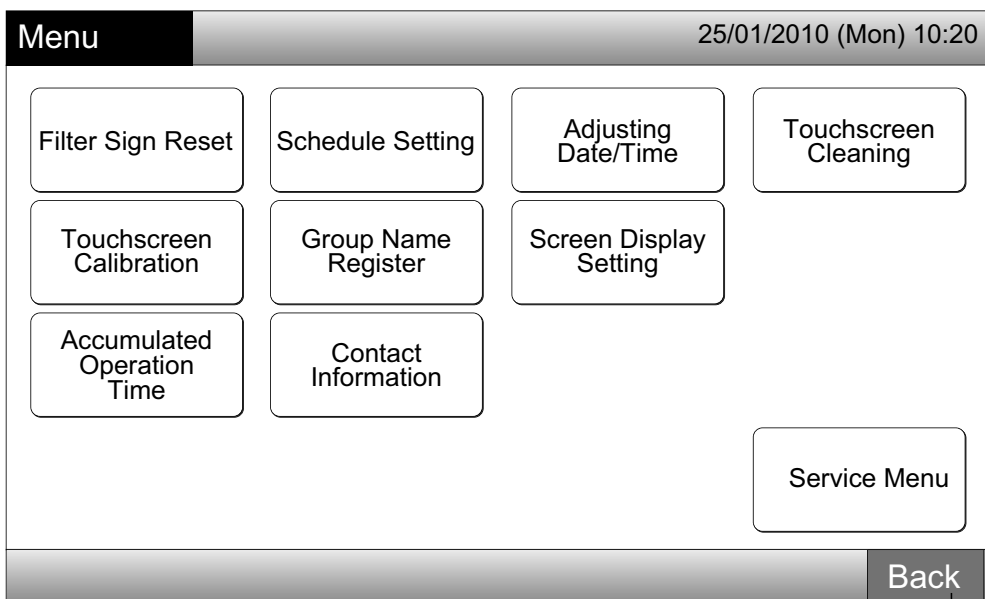 Menu
25/01/2010 (Mon) 10:20
Filter Sign Reset
Schedule Setting
Adjusting
Date/Time
Touchscreen
Cleaning
Touchscreen
Calibration
Group Name
Register
Screen Display
Setting
Accumulated
Operation
Time
Contact
Information
Service Menu
Back